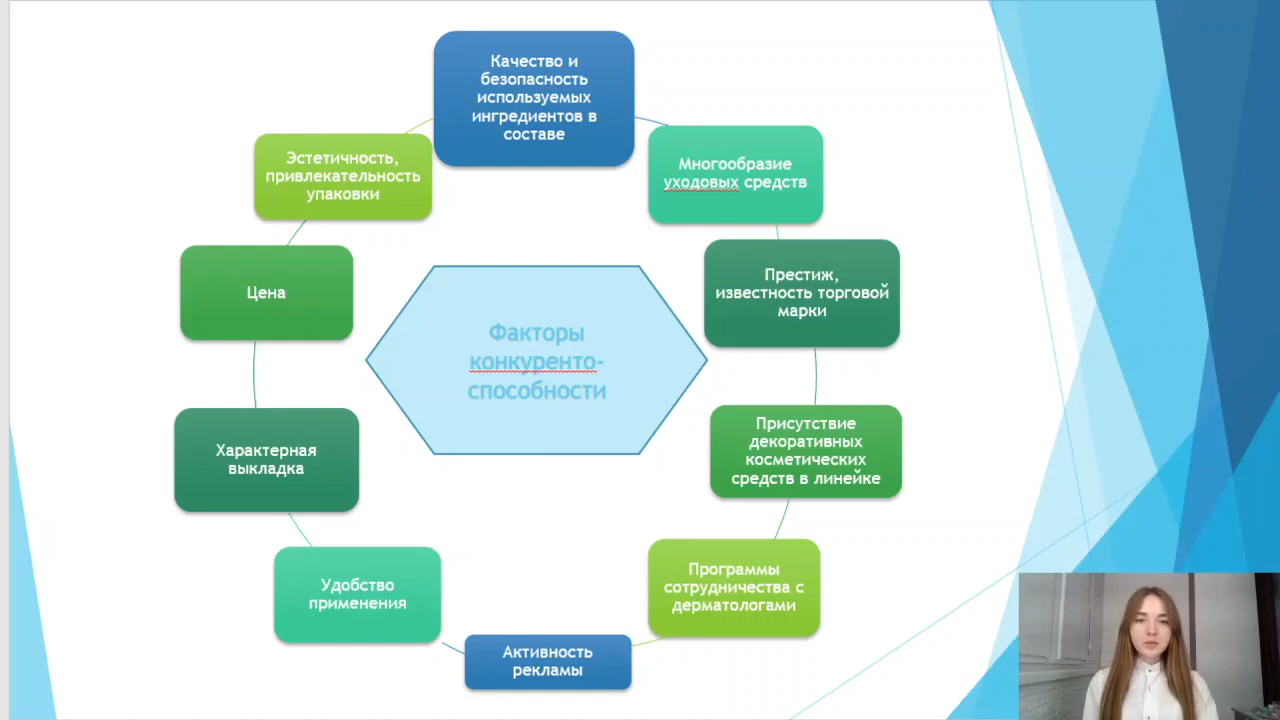 Качество и
безопасность
используемых
ингредиентов в
составе
Многообразие
уходовых средств
Престиж,
известность торговой
марки
Присутствие
декоративных
косметических
средств в линейке
Программы
сотрудничества с
дерматологами
Активность
рекламы
Удобство
применения
Характерная
выкладка
Цена
Эстетичность,
привлекательность
упаковки
Факторы
конкуренто-
способности